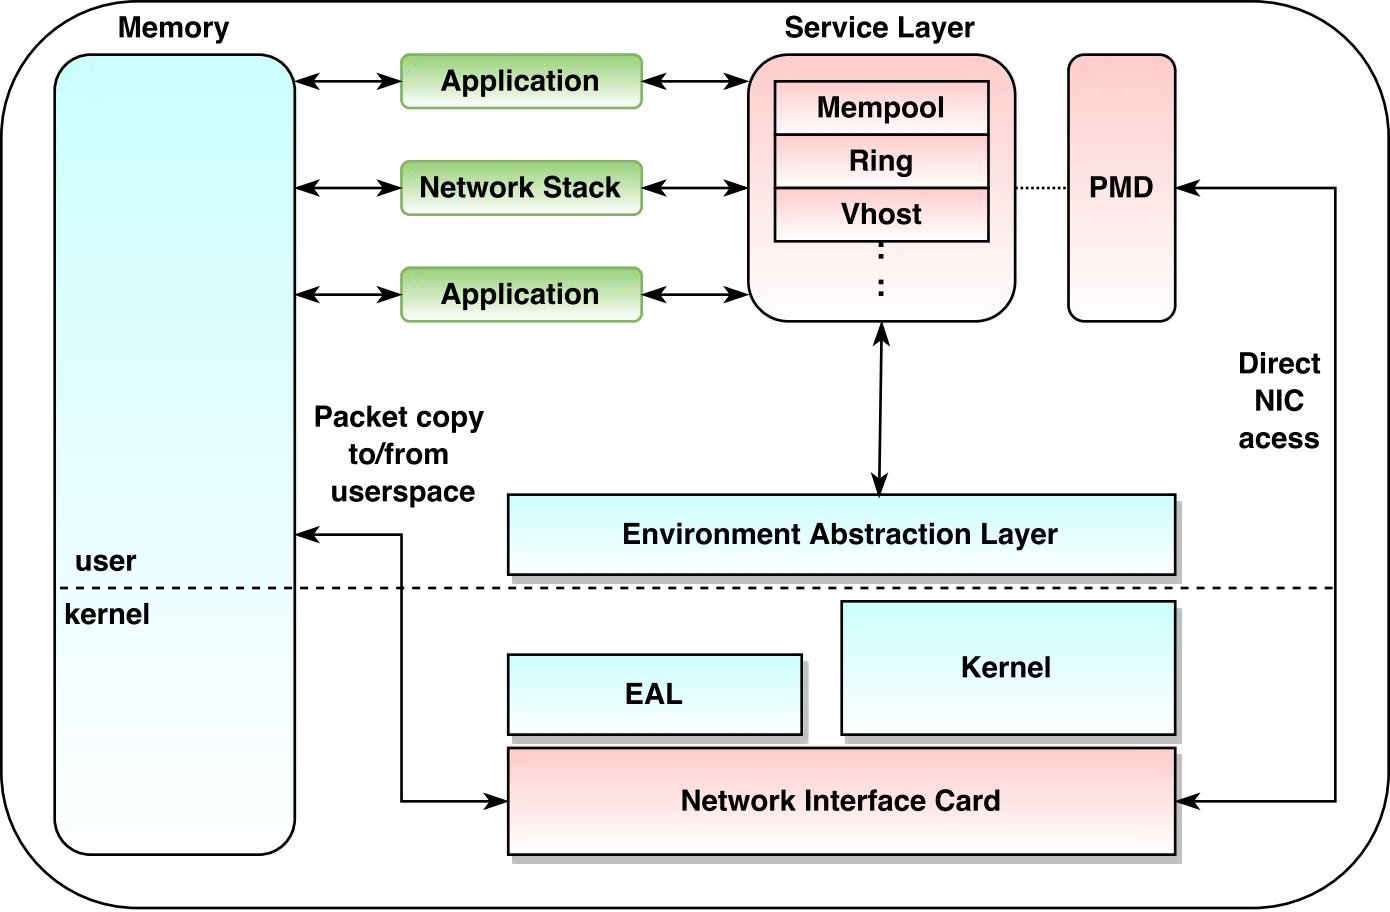 Memory
Service Layer
Application
Mempool
Ring
Network Stack
PMD
Vhost
Application
Direct
NIC
acess
Packet copy
to/from
userspace
Environment Abstraction Layer
user
kernel
Kernel
EAL
Network Interface Card